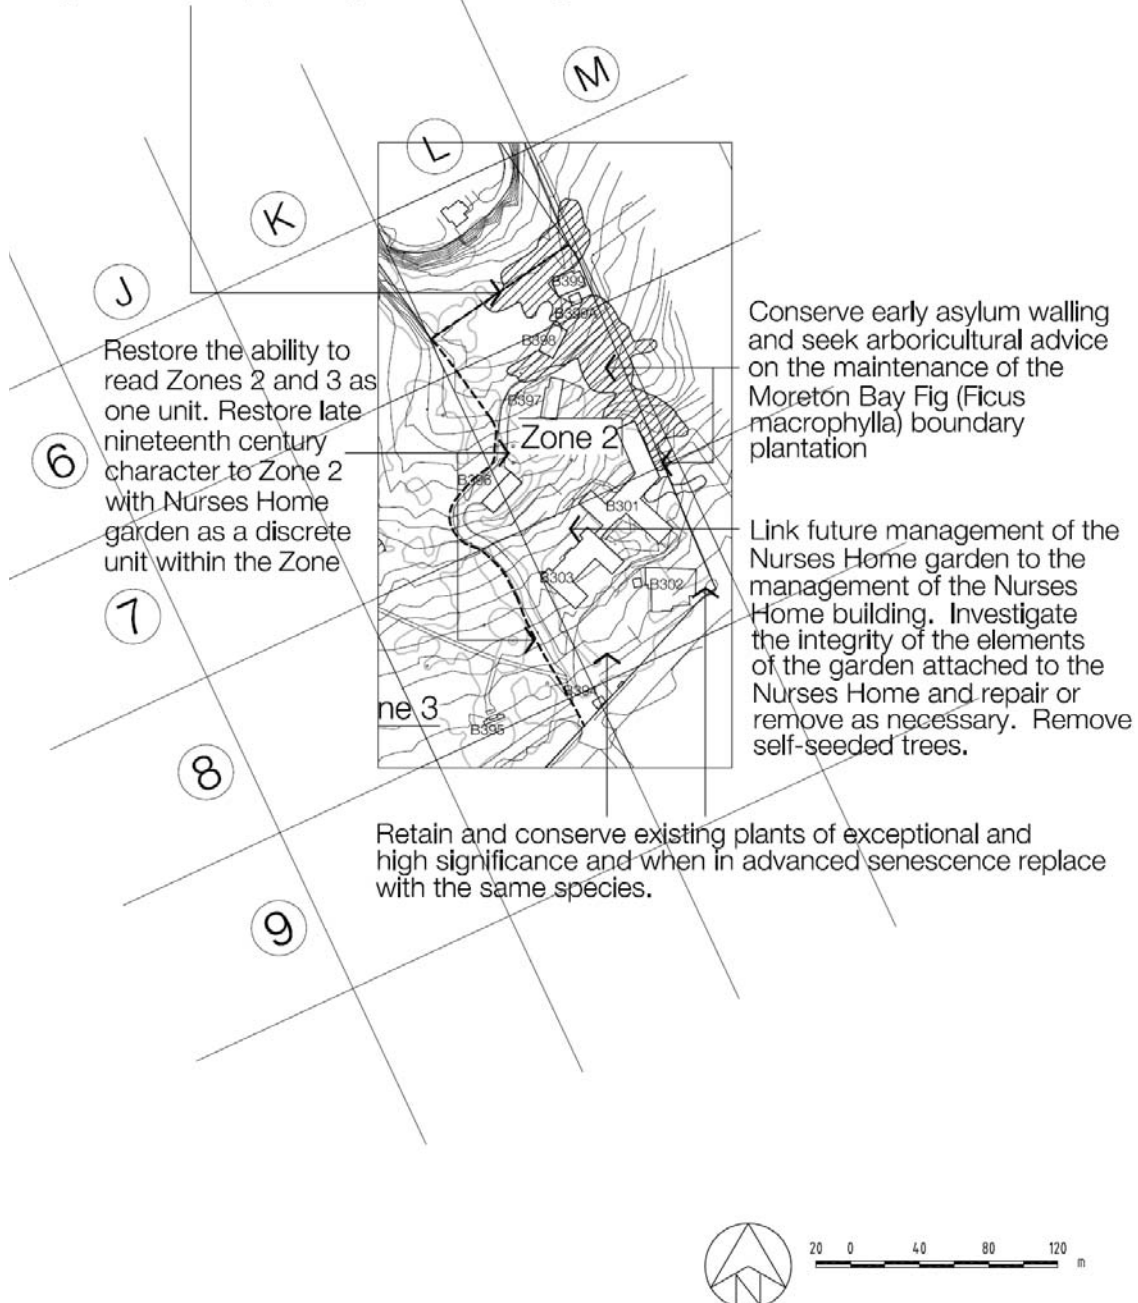 M
L
K
J
B399
B399A
B398
B397
Zone 2
B396
B301
B303
B302
B394
ne 3
B395
Restore the ability to
read Zones 2 and 3 as
one unit. Restore late
nineteenth century
character to Zone 2
with Nurses Home
garden as a discrete
unit within the Zone
Conserve early asylum walling
and seek arboricultural advice
on the maintenance of the
Moreton Bay Fig (Ficus
macrophylla) boundary
plantation
Link future management of the
Nurses Home garden to the
management of the Nurses
Home building. Investigate
the integrity of the elements
of the garden attached to the
Nurses Home and repair or
remove as necessary. Remove
self-seeded trees.
6
7
8
9
Retain and conserve existing plants of exceptional and
high significance and when in advanced senescence replace
with the same species.
N
20 0 40 80 120
m